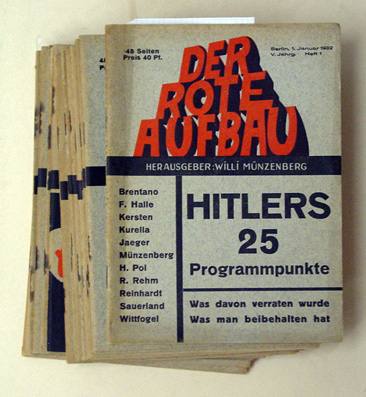 48 Seiten
Preis 40 Pf.
Berlin, 1. Januar 1932
V. Jahrg. Heft 1
DER
ROTE
AUFBAU
HERAUSGEBER: WILLI MÜNZENBERG
Brentano
F. Halle
Kersten
Kurella
Jaeger
Münzenberg
H. Pol
R. Rehm
Reinhardt
Sauerland
Wittfogel
HITLERS
25
Programmpunkte
Was davon verraten wurde
Was man beibehalten hat